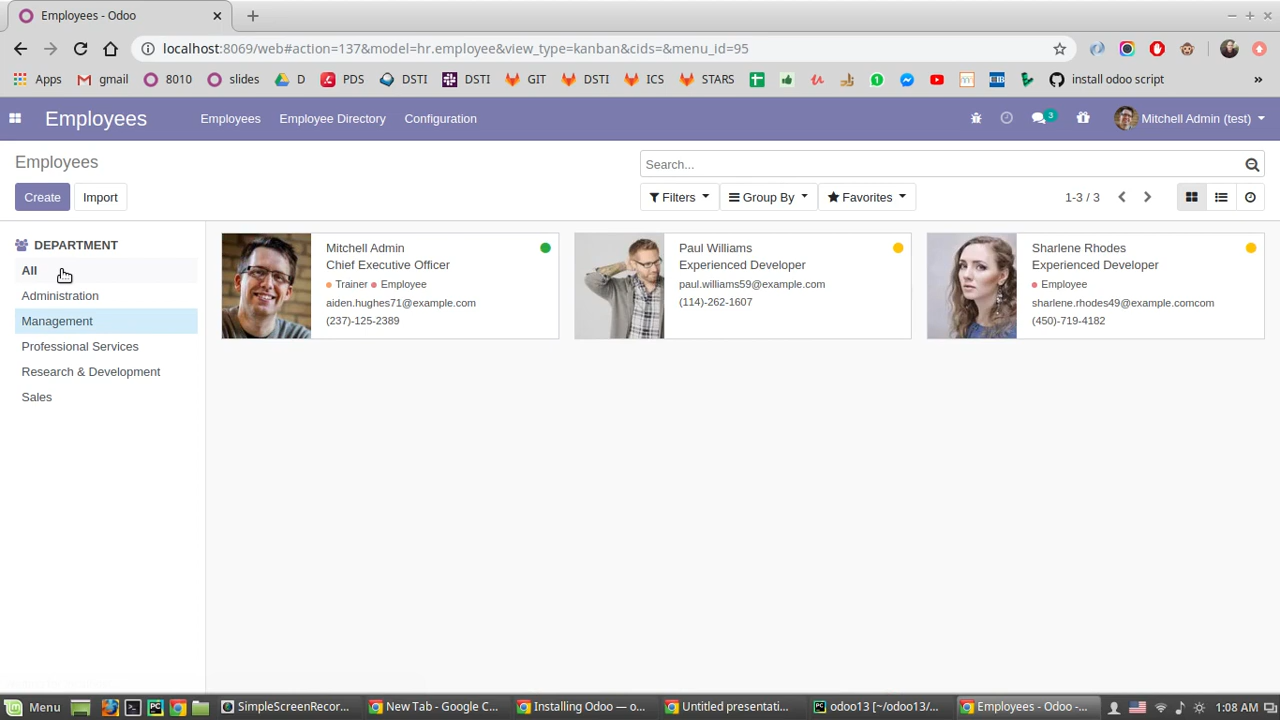 Employees - Odoo
localhost:8069/web#action=137&model=hr.employee&view_type=kanban&cids=&menu_id=95
Apps gmail 8010 slides D PDS DSTI DSTI GIT DSTI ICS STARS install odoo script »
Employees Employees Employee Directory Configuration 3 Mitchell Admin (test)
Employees
Search...
Create Import Filters Group By Favorites 1-3 / 3
DEPARTMENT
All
Administration
Management
Professional Services
Research & Development
Sales
Mitchell Admin
Chief Executive Officer
Trainer Employee
aiden.hughes71@example.com
(237)-125-2389
Paul Williams
Experienced Developer
paul.williams59@example.com
(114)-262-1607
Sharlene Rhodes
Experienced Developer
Employee
sharlene.rhodes49@example.comcom
(450)-719-4182
Menu SimpleScreenRecor... New Tab - Google C... Installing Odoo — o... Untitled presentati... odoo13 [~/odoo13/... Employees - Odoo -... 1:08 AM